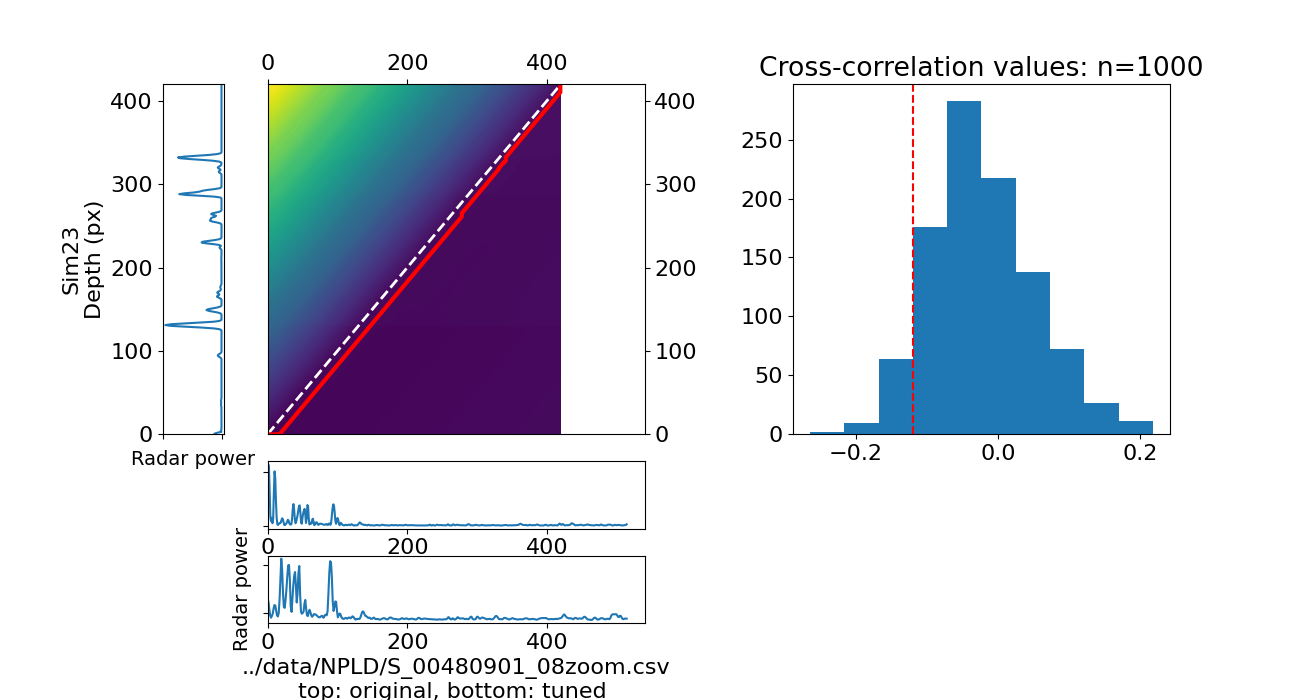 0 200 400
Cross-correlation values: n=1000
400
300
200
100
0
Sim23
Depth (px)
Radar power
400
300
200
100
0
250
200
150
100
50
0
−0.2 0.0 0.2
0 200 400
Radar power
0 200 400
../data/NPLD/S_00480901_08zoom.csv
top: original, bottom: tuned